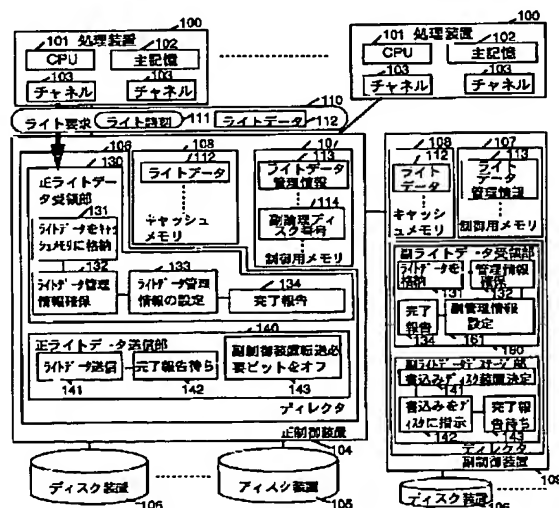 100
101 処理装置 102
CPU 主記憶
103 103
チャネル チャネル
100
101 処理装置 102
CPU 主記憶
103 103
チャネル チャネル
110
ライト要求 ライト時刻 111 ライトデータ 112
106
130
正ライトデータ受領部
131
ライトデータをキャッシュメモリに格納
132
ライトデータ管理情報確保
133
ライトデータ管理情報の設定
134
完了報告
108
112
ライトデータ
キャッシュメモリ
113
ライトデータ管理情報
114
副論理ディスク番号
制御用メモリ
140
正ライトデータ送信部
ライトデータ送信
141
完了報告待ち
142
副制御装置転送必要ビットをオフ
143
ディレクタ
正制御装置
104
ディスク装置
105
ディスク装置
105
108
112
ライトデータ
キャッシュメモリ
107
113
ライトデータ管理情報
制御用メモリ
副ライトデータ受領部
ライトデータを格納
131
管理情報確保
132
完了報告
134
副管理情報設定
161
160
書込みディスク装置決定
141
書込みをディスクに指示
142
完了報告待ち
143
ディレクタ
副制御装置
109
ディスク装置